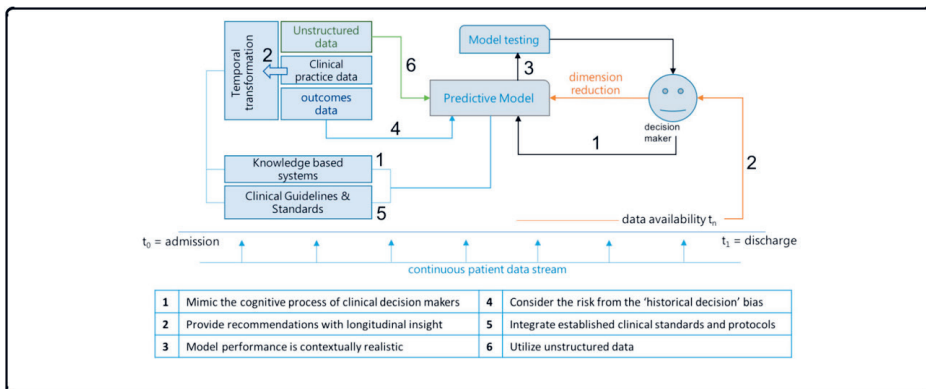 Unstructured
data
Temporal
transformation
2
Clinical
practice data
outcomes
data
6
4
Model testing
3
Predictive Model
dimension
reduction
decision
maker
1
2
Knowledge based
systems
1
Clinical Guidelines &
Standards
5
data availability tn
t0 = admission
t1 = discharge
continuous patient data stream
1 Mimic the cognitive process of clinical decision makers
4 Consider the risk from the 'historical decision' bias
2 Provide recommendations with longitudinal insight
5 Integrate established clinical standards and protocols
3 Model performance is contextually realistic
6 Utilize unstructured data